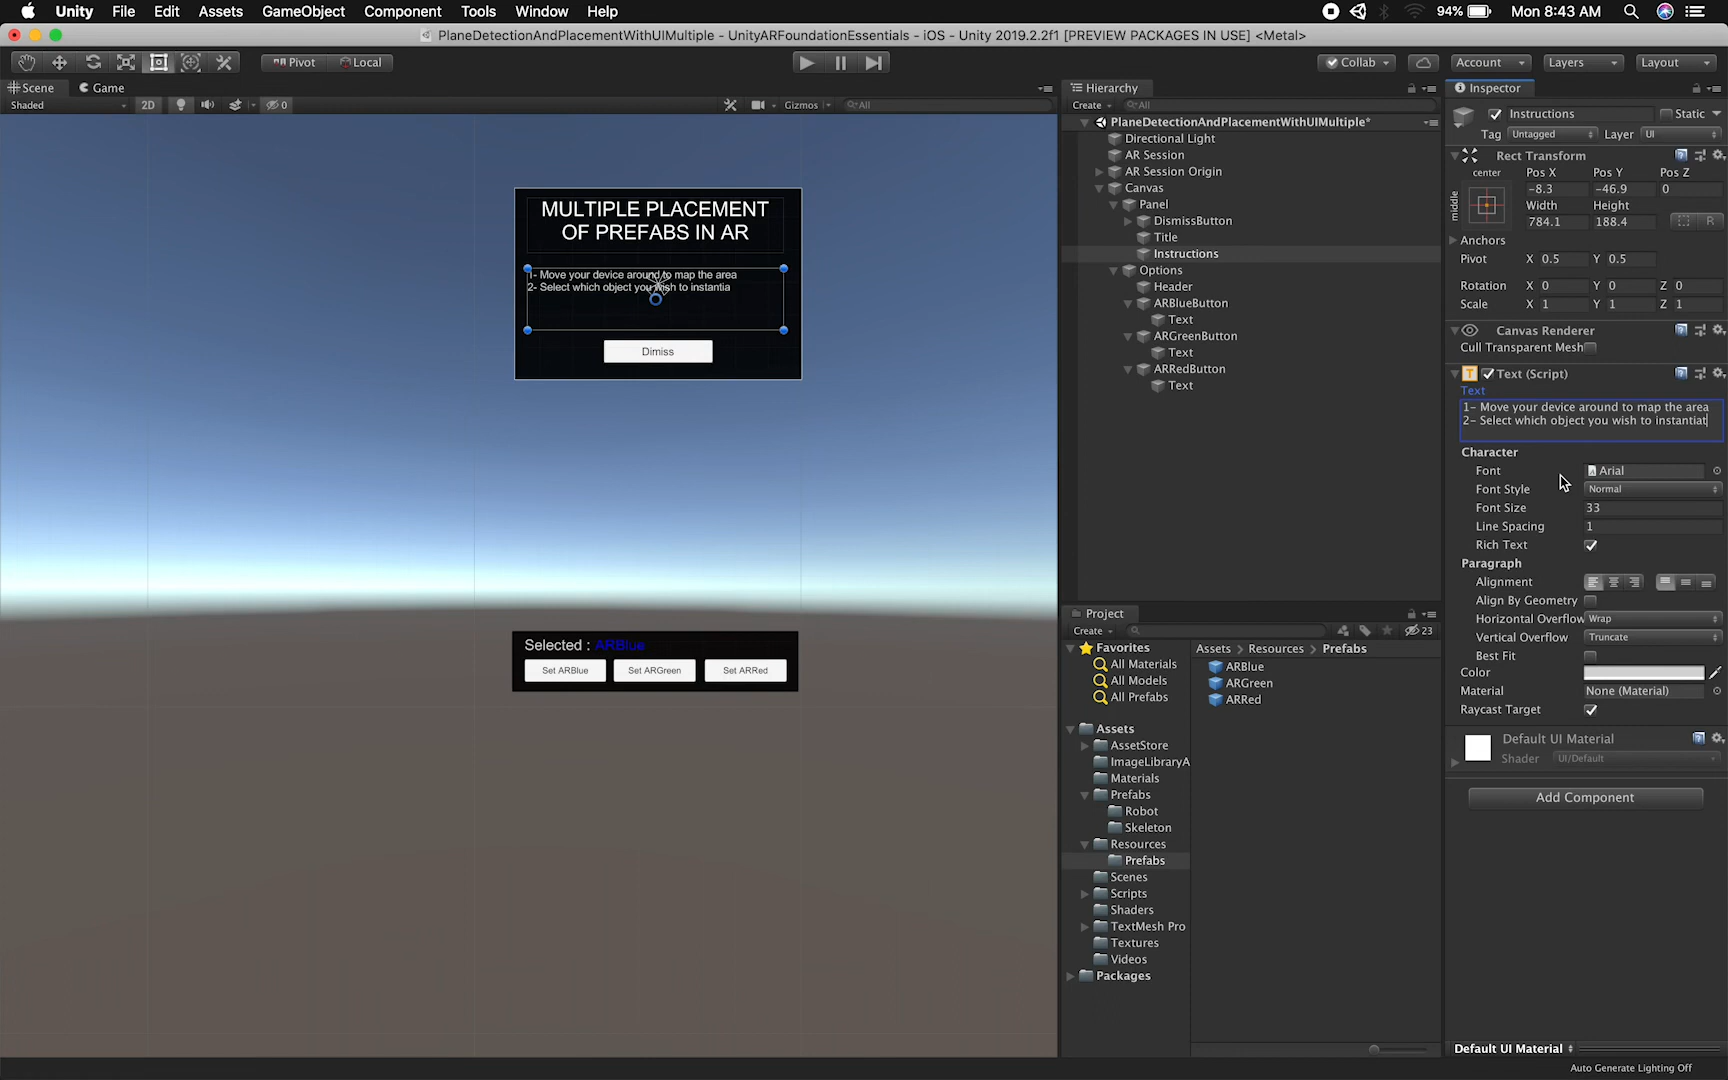 Unity File Edit Assets GameObject Component Tools Window Help 94% Mon 8:43 AM
PlaneDetectionAndPlacementWithUIMultiple - UnityARFoundationEssentials - iOS - Unity 2019.2.2f1 [PREVIEW PACKAGES IN USE] <Metal>
Pivot Local Collab Account Layers Layout
Scene Game
Shaded 2D 0 Gizmos All
MULTIPLE PLACEMENT
OF PREFABS IN AR
1- Move your device around to map the area
2- Select which object you wish to instantia
Dimiss
Selected : ARBlue
Set ARBlue Set ARGreen Set ARRed
Hierarchy
Create All
PlaneDetectionAndPlacementWithUIMultiple*
Directional Light
AR Session
AR Session Origin
Canvas
Panel
DismissButton
Title
Instructions
Options
Header
ARBlueButton
Text
ARGreenButton
Text
ARRedButton
Text
Project
Create 23
Favorites
All Materials
All Models
All Prefabs
Assets
AssetStore
ImageLibraryA
Materials
Prefabs
Robot
Skeleton
Resources
Prefabs
Scenes
Scripts
Shaders
TextMesh Pro
Textures
Videos
Packages
Assets > Resources > Prefabs
ARBlue
ARGreen
ARRed
Inspector
Instructions Static
Tag Untagged Layer UI
Rect Transform
center Pos X Pos Y Pos Z
middle -8.3 -46.9 0
Width Height
784.1 188.4 R
Anchors
Pivot X 0.5 Y 0.5
Rotation X 0 Y 0 Z 0
Scale X 1 Y 1 Z 1
Canvas Renderer
Cull Transparent Mesh
Text (Script)
Text
1- Move your device around to map the area
2- Select which object you wish to instantiat
Character
Font Arial
Font Style Normal
Font Size 33
Line Spacing 1
Rich Text
Paragraph
Alignment
Align By Geometry
Horizontal Overflow Wrap
Vertical Overflow Truncate
Best Fit
Color
Material None (Material)
Raycast Target
Default UI Material
Shader UI/Default
Add Component
Default UI Material
Auto Generate Lighting Off